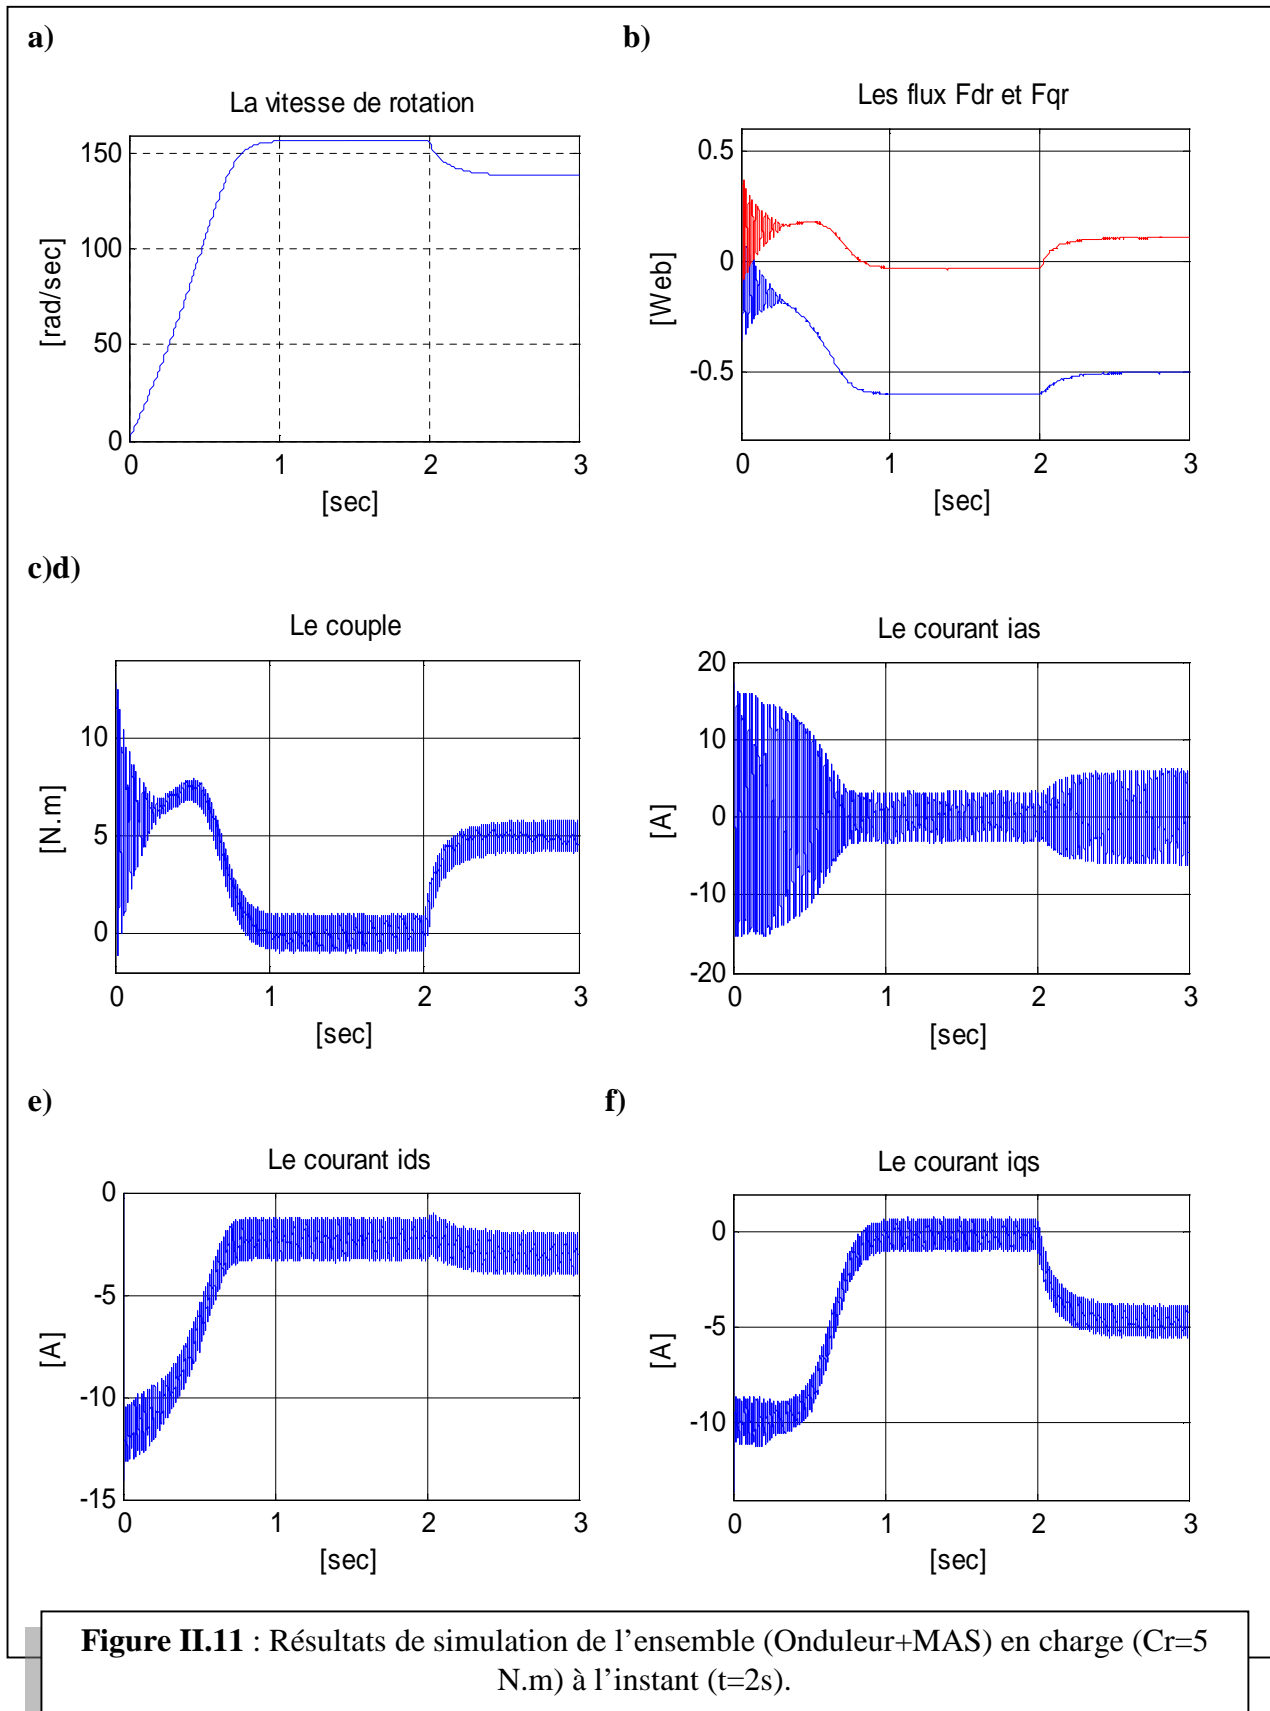 a)
b)
La vitesse de rotation
150
100
50
0
[rad/sec]
0 1 2 3
[sec]
Les flux Fdr et Fqr
0.5
0
-0.5
[Web]
0 1 2 3
[sec]
c)d)
Le couple
10
5
0
[N.m]
0 1 2 3
[sec]
Le courant ias
20
10
0
-10
-20
[A]
0 1 2 3
[sec]
e)
f)
Le courant ids
0
-5
-10
-15
[A]
0 1 2 3
[sec]
Le courant iqs
0
-5
-10
[A]
0 1 2 3
[sec]
Figure II.11 : Résultats de simulation de l’ensemble (Onduleur+MAS) en charge (Cr=5
N.m) à l’instant (t=2s).